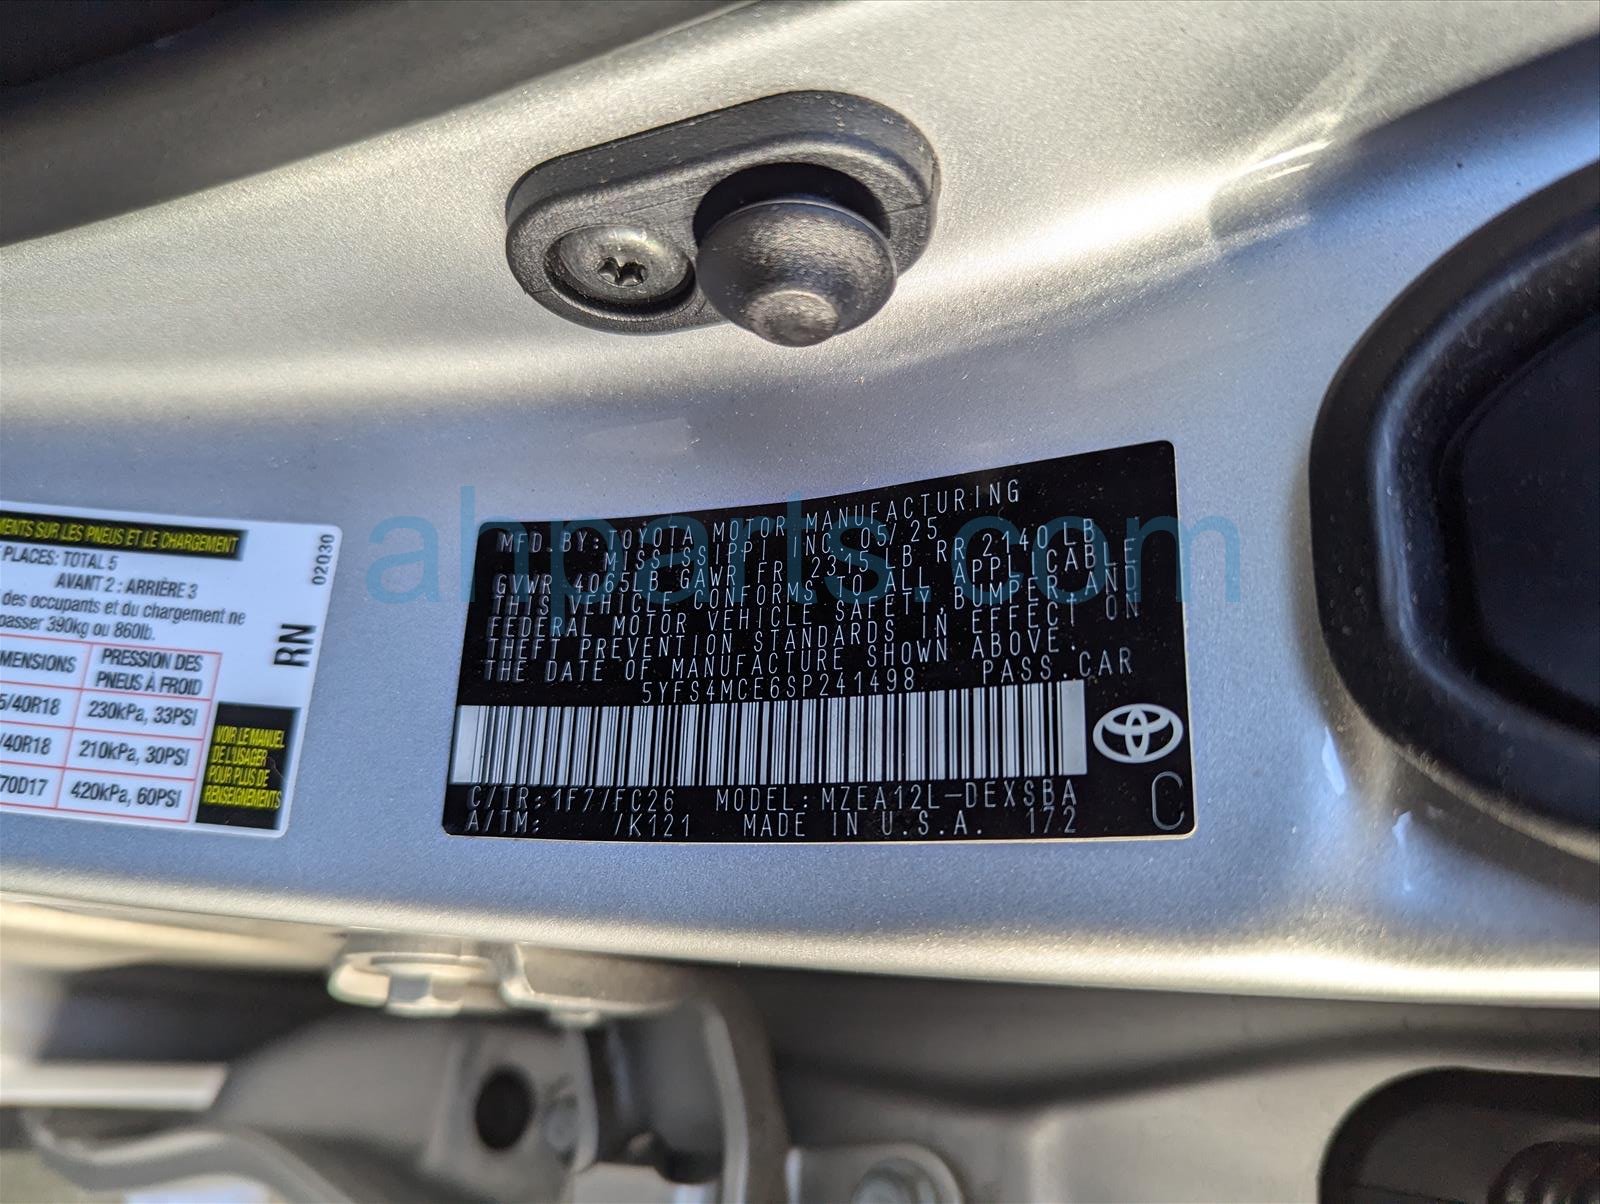 MENTS SUR LES PNEUS ET LE CHARGEMENT
PLACES: TOTAL 5
AVANT 2 : ARRIÈRE 3
des occupants et du chargement ne
passer 390kg ou 860lb.
MENSIONS PRESSION DES PNEUS À FROID
5/40R18 230kPa, 33PSI
/40R18 210kPa, 30PSI
70D17 420kPa, 60PSI
VOIR LE MANUEL
DE L'USAGER
POUR PLUS DE
RENSEIGNEMENTS
02Q30
RN
MFD.BY:TOYOTA MOTOR MANUFACTURING
MISSISSIPPI INC. 05/25
GVWR 4065LB GAWR FR 2315LB RR 2140LB
THIS VEHICLE CONFORMS TO ALL APPLICABLE
FEDERAL MOTOR VEHICLE SAFETY,BUMPER,AND
THEFT PREVENTION STANDARDS IN EFFECT ON
THE DATE OF MANUFACTURE SHOWN ABOVE.
5YFS4MCE6SP241498 PASS.CAR
C/TR:1F77/FC26 MODEL:MZEA12L-DEXSBA
A/TM: /K121 MADE IN U.S.A. 172
C
ahparts.com